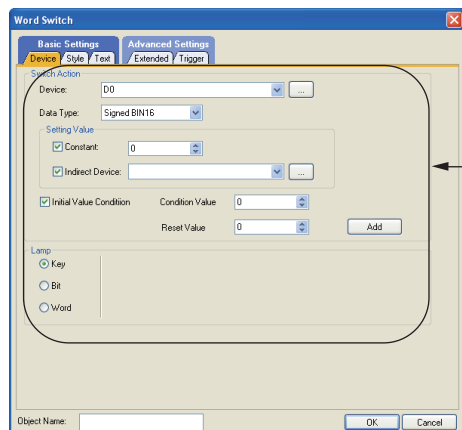 Word Switch
Basic Settings Advanced Settings
Device Style Text Extended Trigger
Switch Action
Device: D0 ...
Data Type: Signed BIN16
Setting Value
Constant: 0
Indirect Device: ...
Initial Value Condition Condition Value 0
Reset Value 0 Add
Lamp
Key
Bit
Word
Object Name: OK Cancel